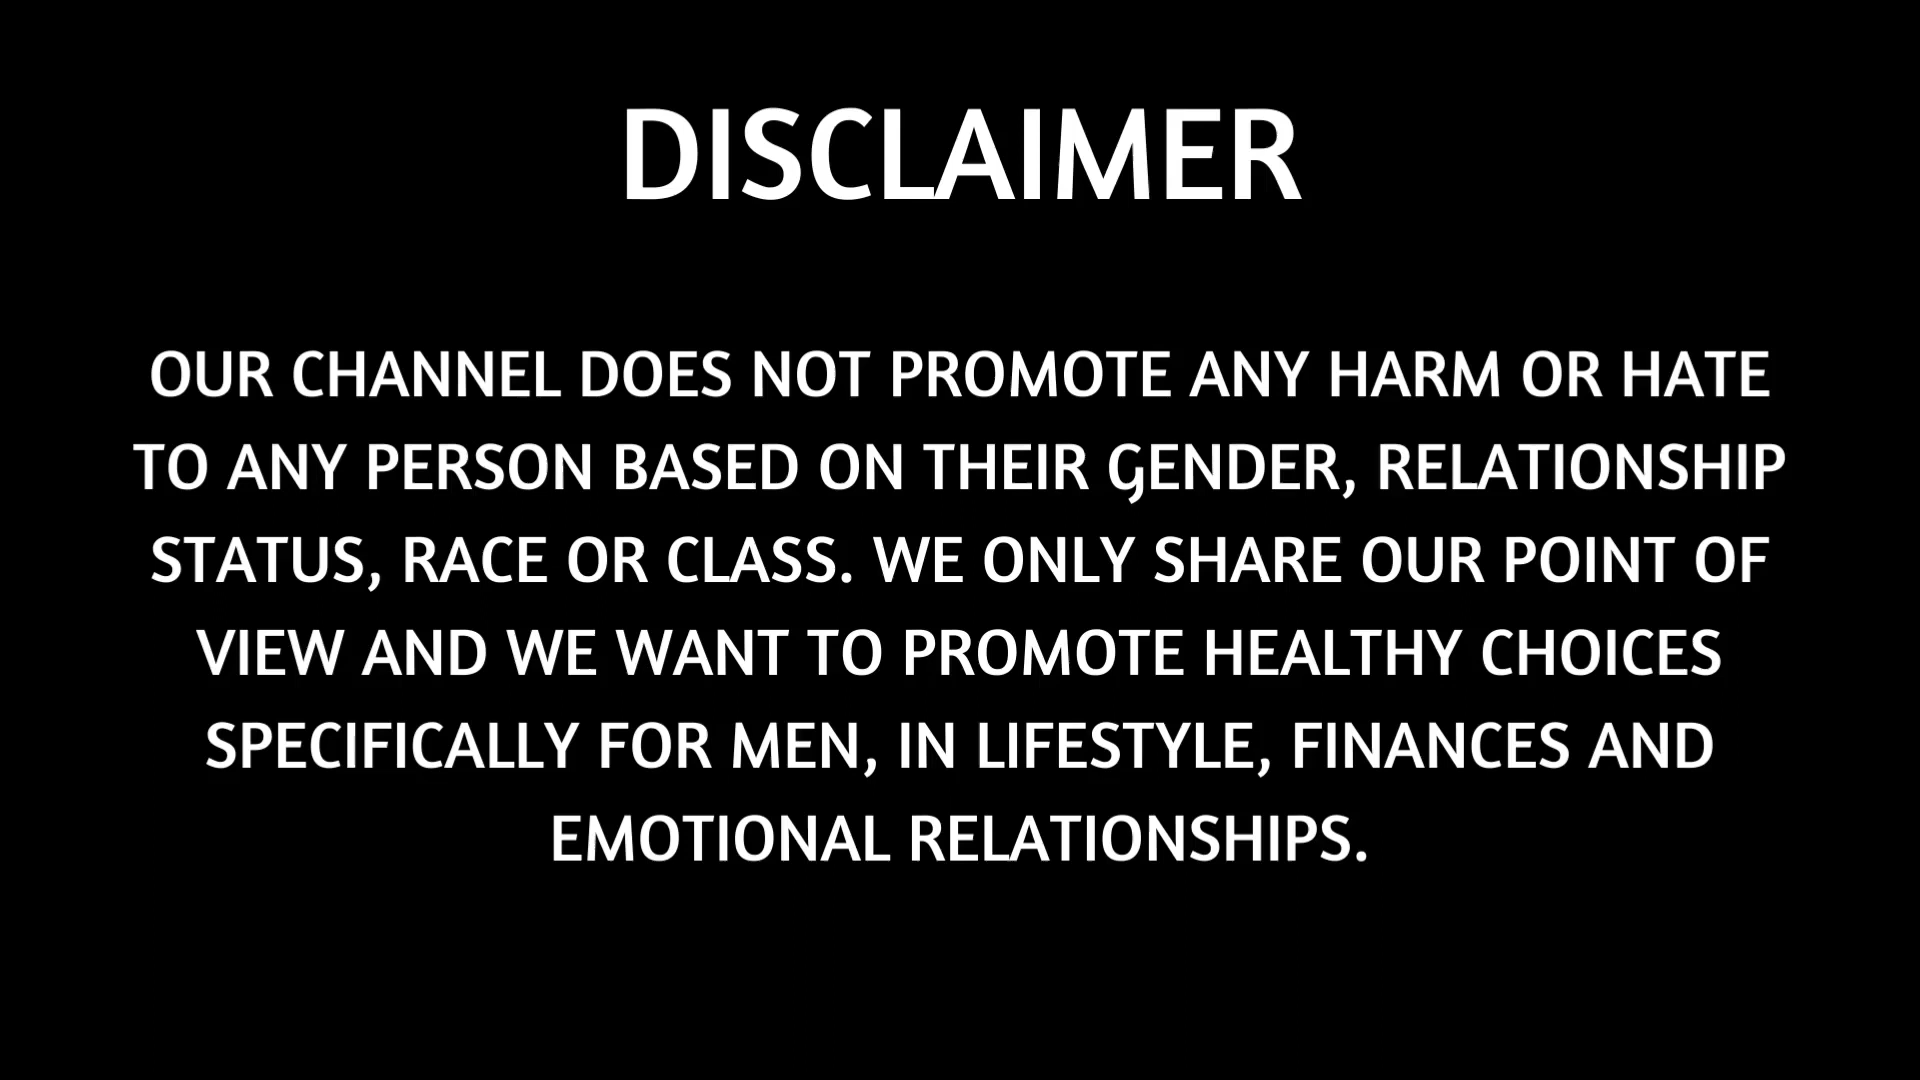 DISCLAIMER
OUR CHANNEL DOES NOT PROMOTE ANY HARM OR HATE
TO ANY PERSON BASED ON THEIR GENDER, RELATIONSHIP
STATUS, RACE OR CLASS. WE ONLY SHARE OUR POINT OF
VIEW AND WE WANT TO PROMOTE HEALTHY CHOICES
SPECIFICALLY FOR MEN, IN LIFESTYLE, FINANCES AND
EMOTIONAL RELATIONSHIPS.